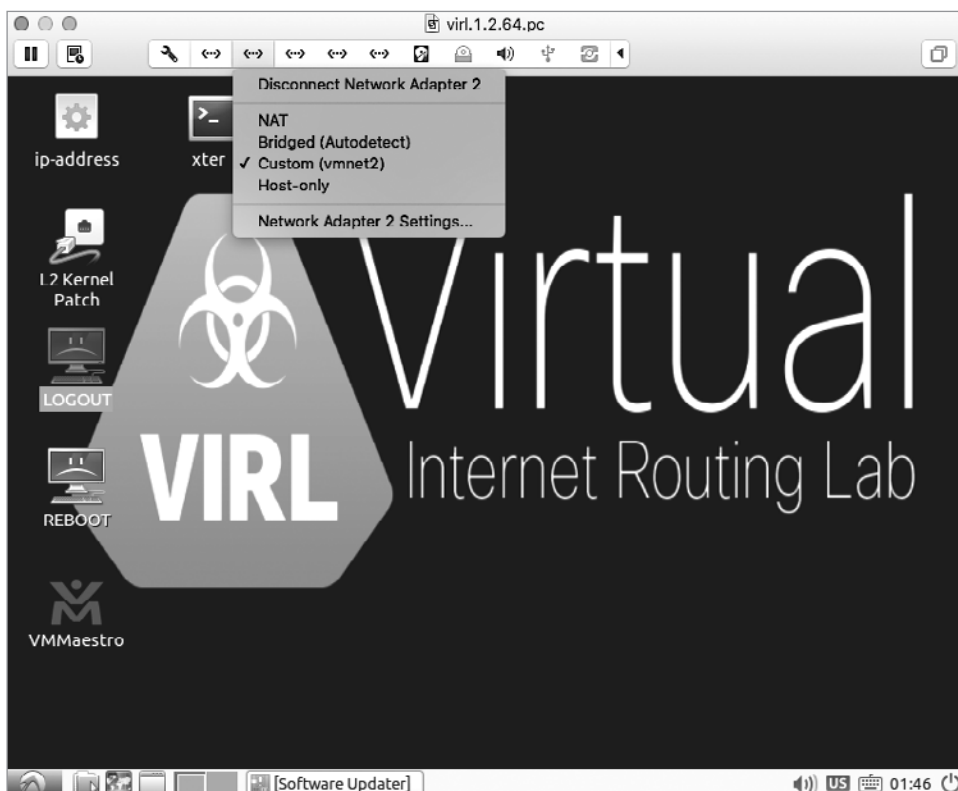 virl.1.2.64.pc
Disconnect Network Adapter 2
NAT
Bridged (Autodetect)
✓ Custom (vmnet2)
Host-only
Network Adapter 2 Settings...
ip-address
xter
L2 Kernel
Patch
LOGOUT
REBOOT
VMMaestro
VIRL
Virtual
Internet Routing Lab
[Software Updater]
US
01:46